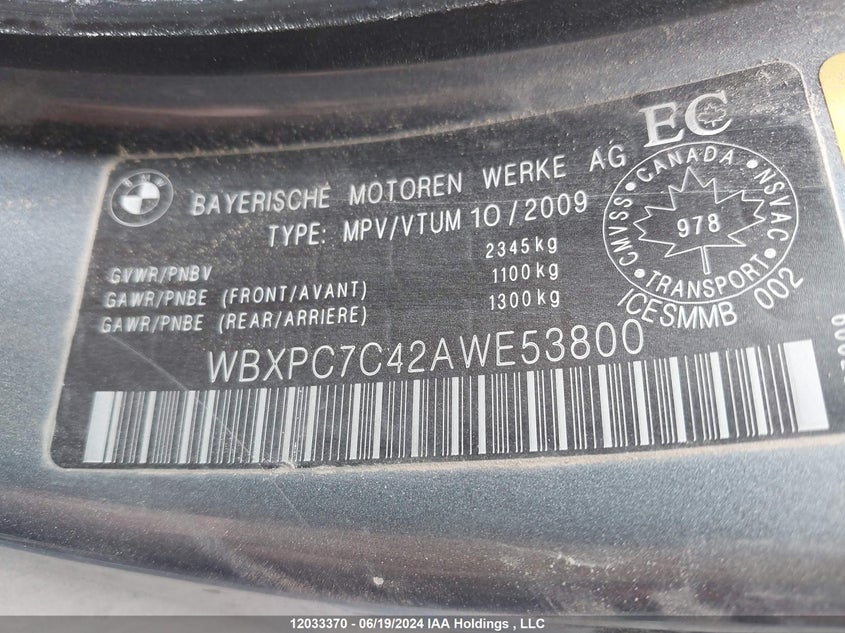 EC
BMW
BAYERISCHE MOTOREN WERKE AG
TYPE: MPV/VTUM 10/2009
GVWR/PNBV 2345kg
GAWR/PNBE (FRONT/AVANT) 1100kg
GAWR/PNBE (REAR/ARRIERE) 1300kg
CMVSS • CANADA • NSVAC • TRANSPORT •
978
ICESMMB 002
WBXPC7C42AWE53800
12033370 - 06/19/2024 IAA Holdings , LLC